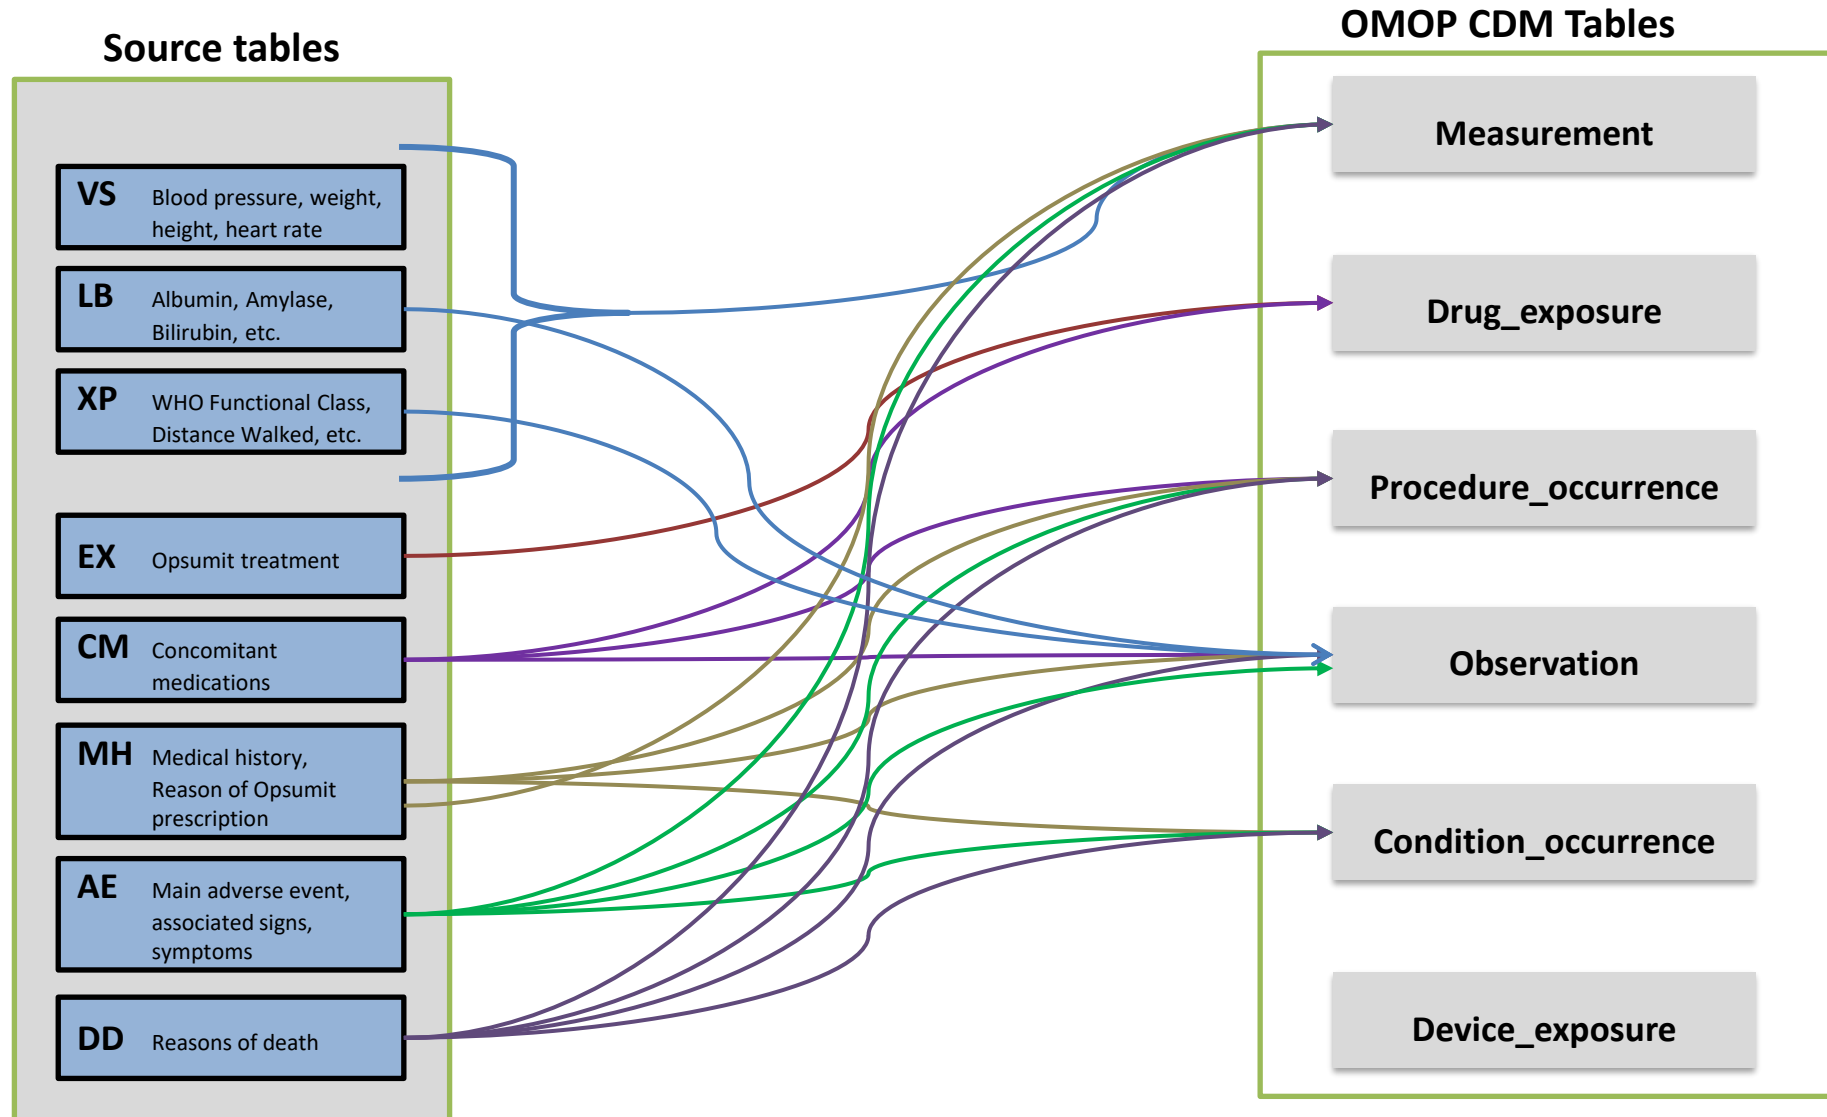 Source tables
OMOP CDM Tables
VS
Blood pressure, weight,
height, heart rate
LB
Albumin, Amylase,
Bilirubin, etc.
XP
WHO Functional Class,
Distance Walked, etc.
EX
Opsumit treatment
CM
Concomitant
medications
MH
Medical history,
Reason of Opsumit
prescription
AE
Main adverse event,
associated signs,
symptoms
DD
Reasons of death
Measurement
Drug_exposure
Procedure_occurrence
Observation
Condition_occurrence
Device_exposure